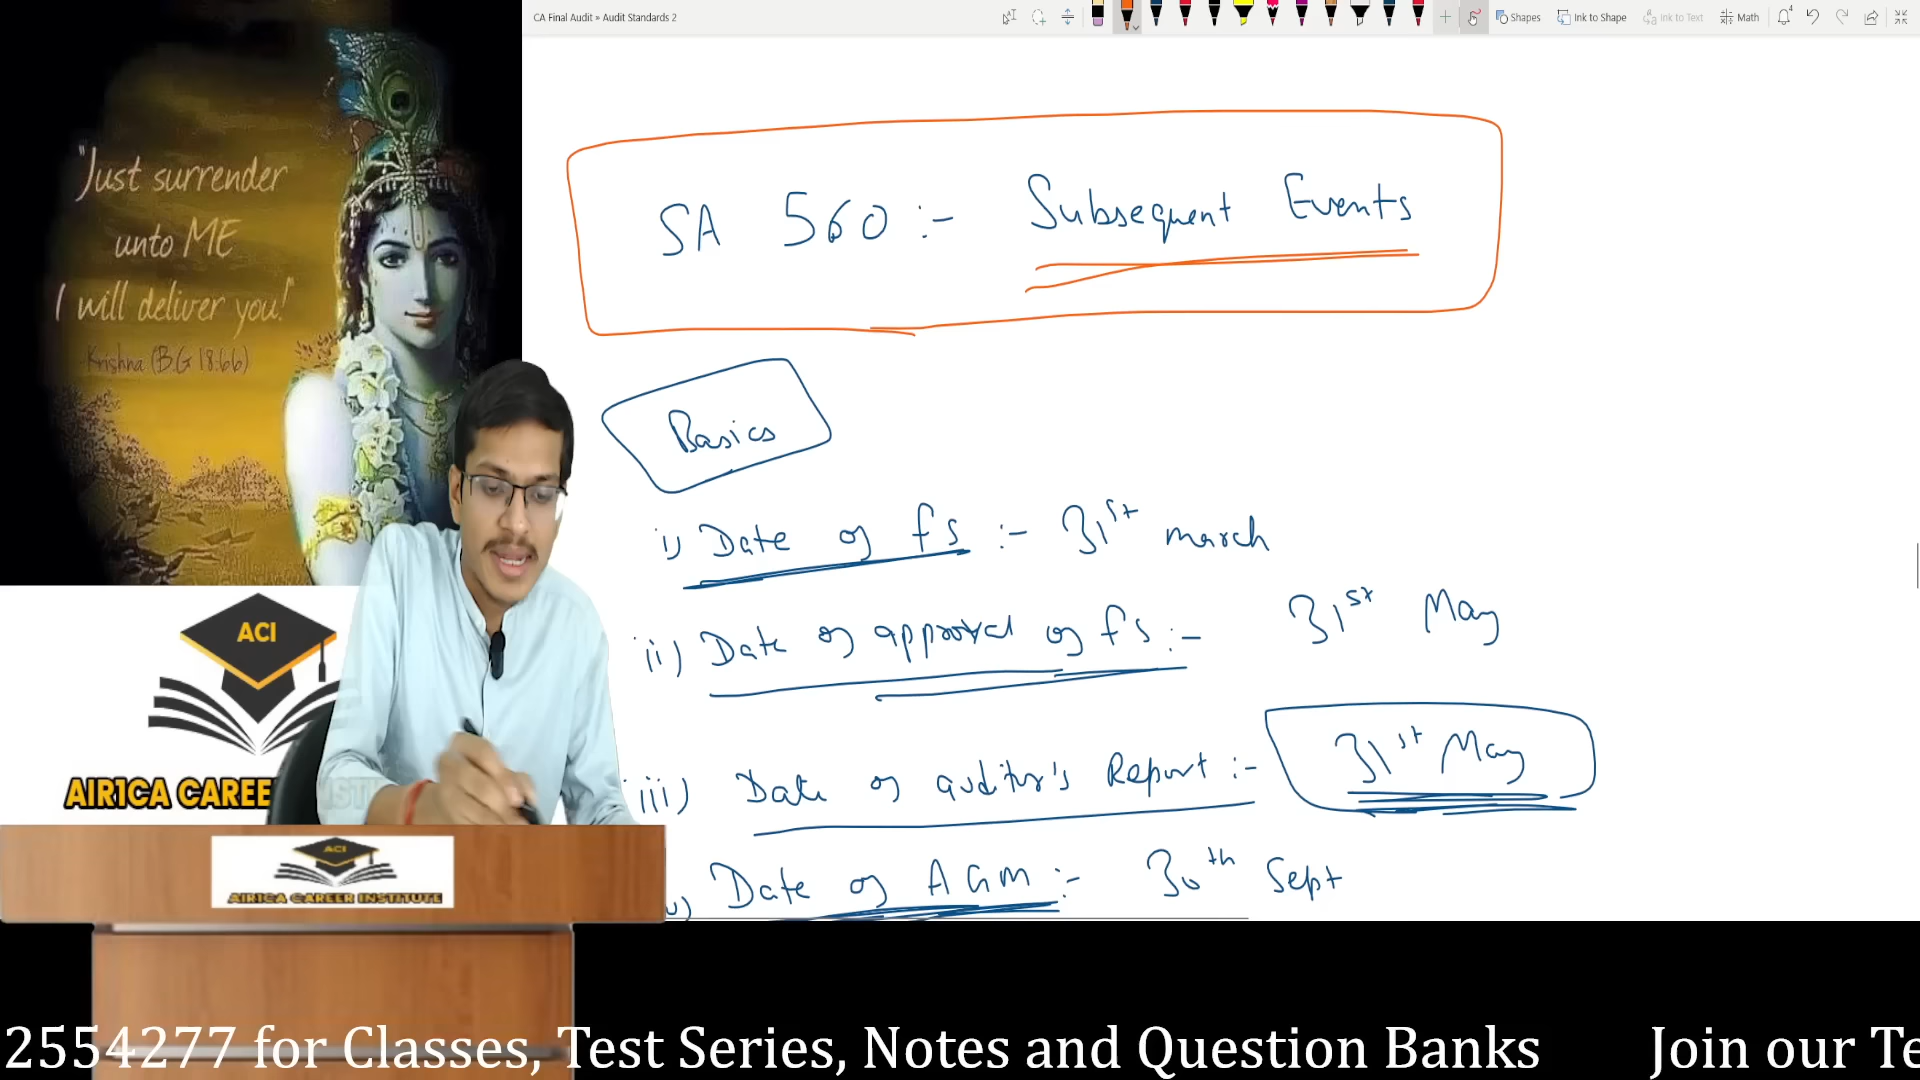 CA Final Audit » Audit Standards 2
Shapes
Ink to Shape
Ink to Text
Math
"Just surrender
unto ME
I will deliver you!"
-Krishna (B.G 18:66)
SA 560 :- Subsequent Events
Basics
i) Date of fs :- 31st march
ii) Date of approval of fs :- 31st May
iii) Date of auditor's Report :- 31st May
Date of AGM :- 30th Sept
ACI
AIR1CA CAREE
ACI
AIR1CA CAREER INSTITUTE
2554277 for Classes, Test Series, Notes and Question Banks
Join our Te